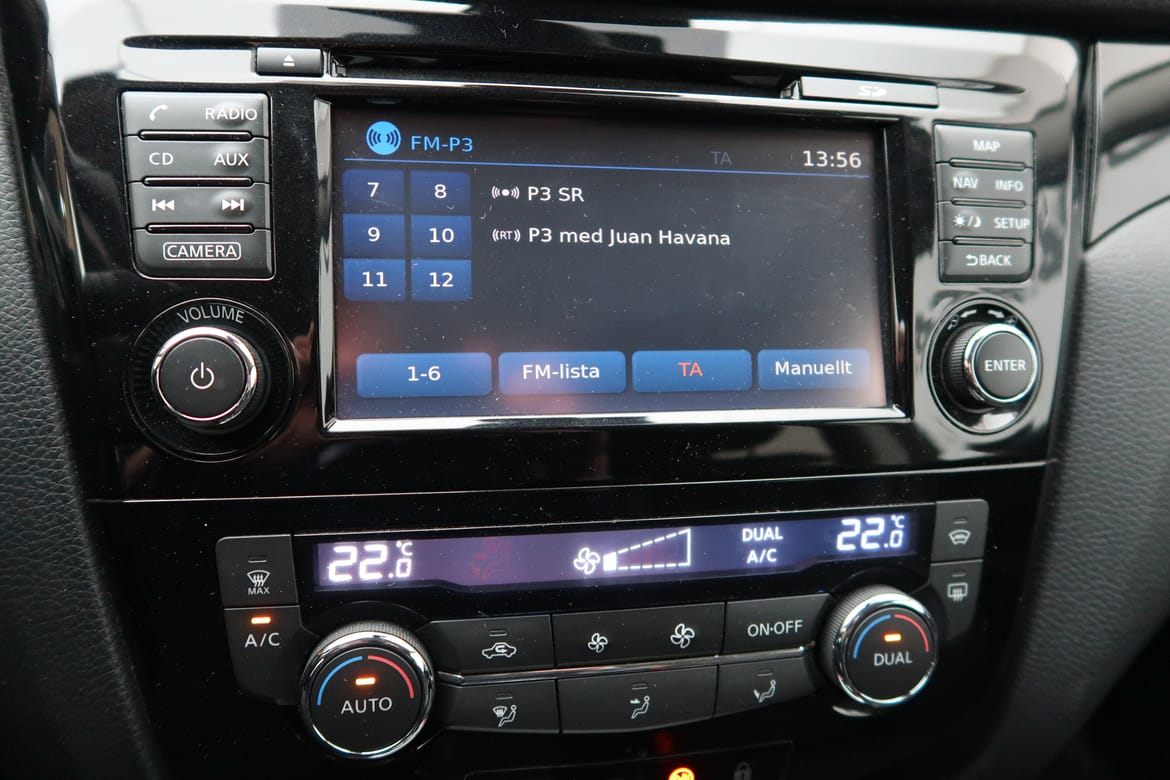 SD
RADIO
CD AUX
CAMERA
VOLUME
FM-P3
TA 13:56
7 8
9 10
11 12
P3 SR
(RT) P3 med Juan Havana
1-6 FM-lista TA Manuellt
MAP
NAV INFO
SETUP
BACK
ENTER
22.0 °C
DUAL
A/C
22.0 °C
MAX
A/C
AUTO
ON·OFF
DUAL